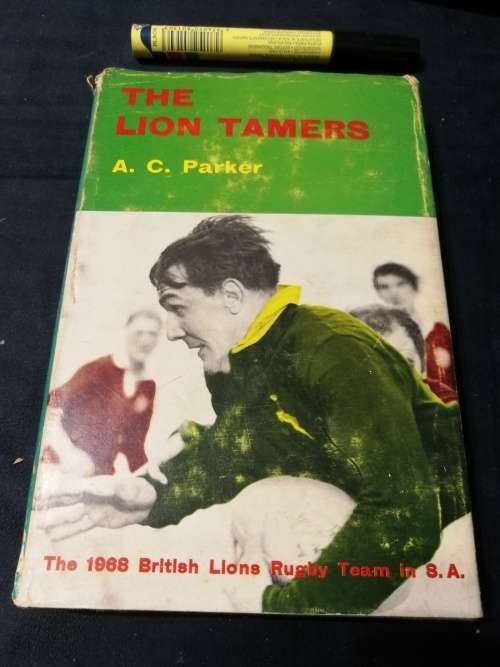 THE
LION TAMERS
A. C. Parker
The 1968 British Lions Rugby Team in S.A.